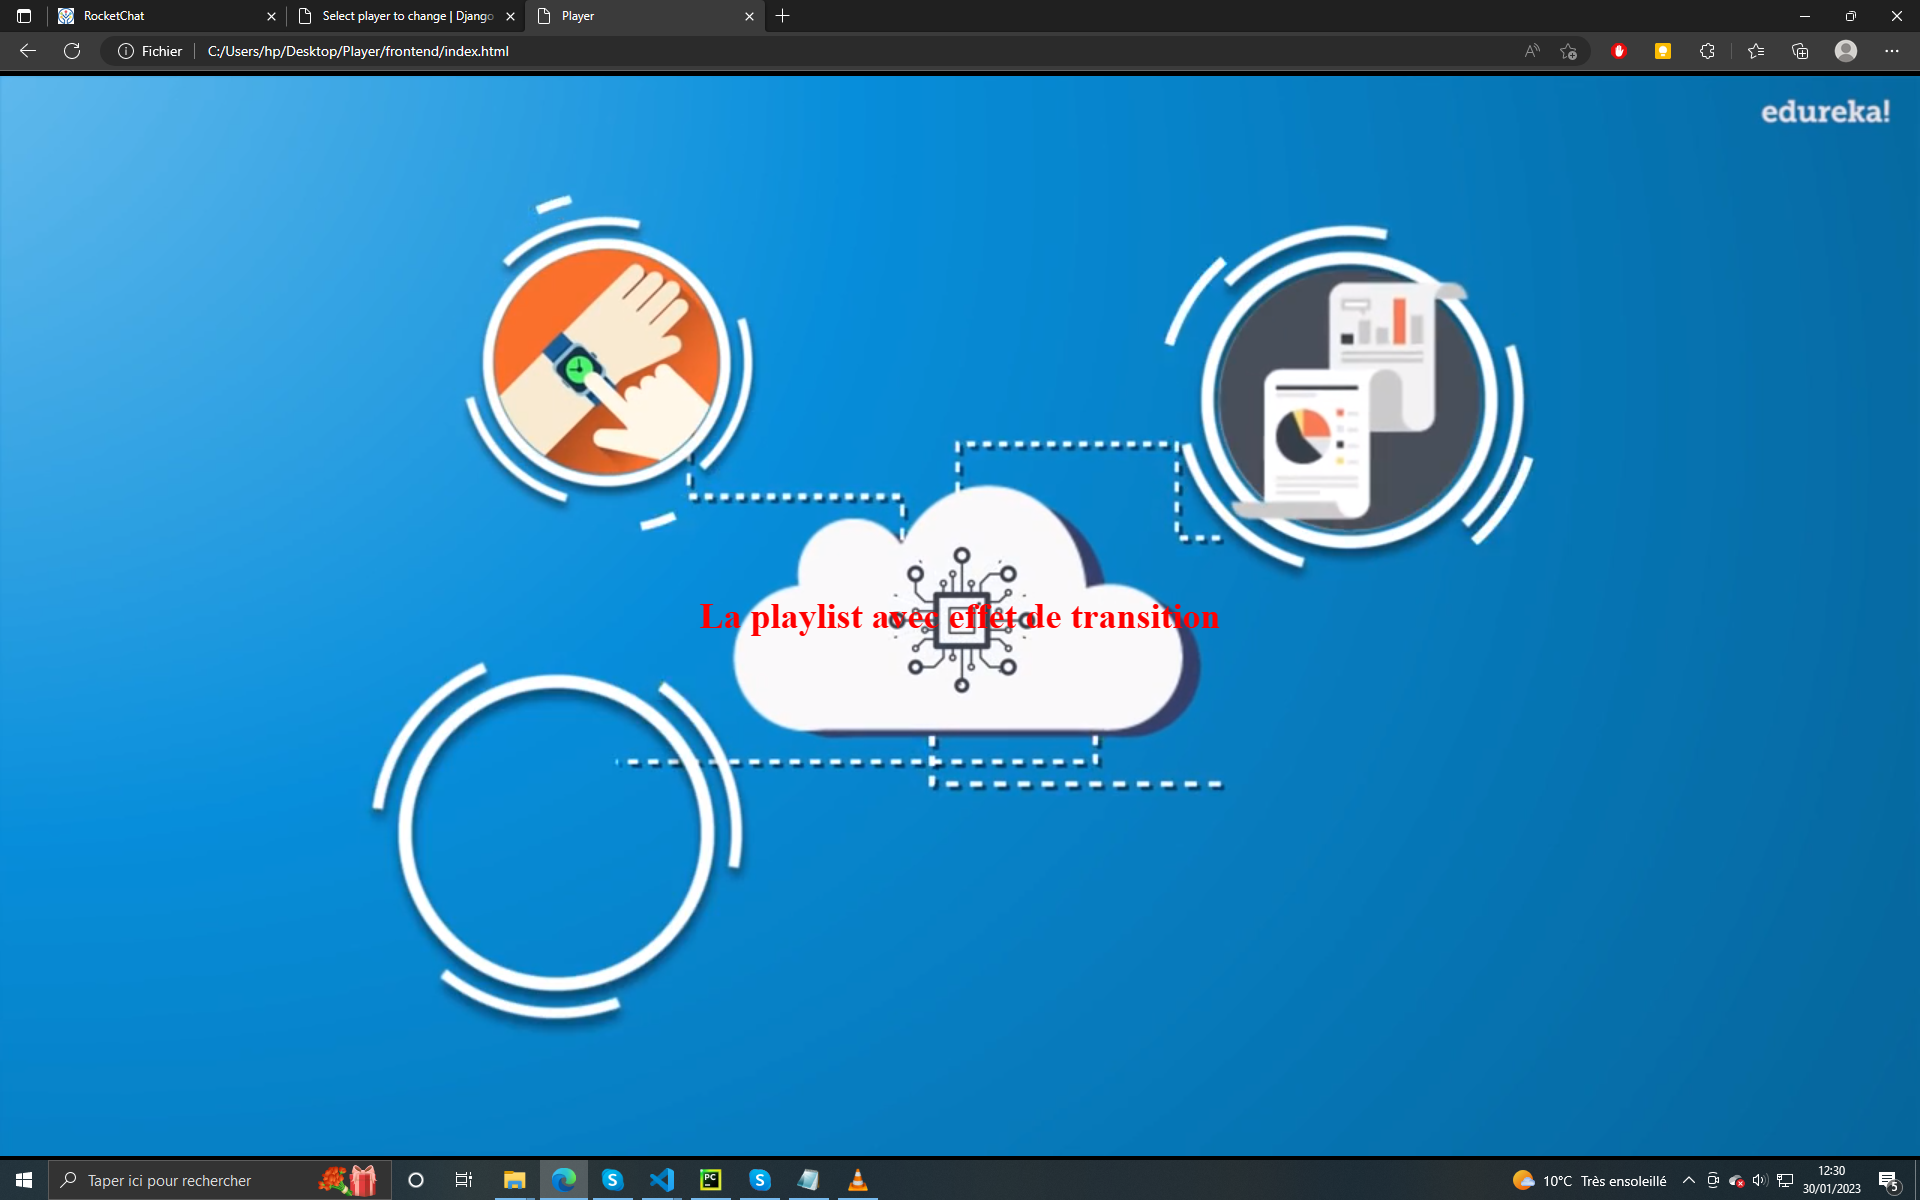 RocketChat
Select player to change | Django
Player
Fichier
C:/Users/hp/Desktop/Player/frontend/index.html
edureka!
La playlist avec effet de transition
Taper ici pour rechercher
10°C Très ensoleillé
12:30
30/01/2023
5
PC